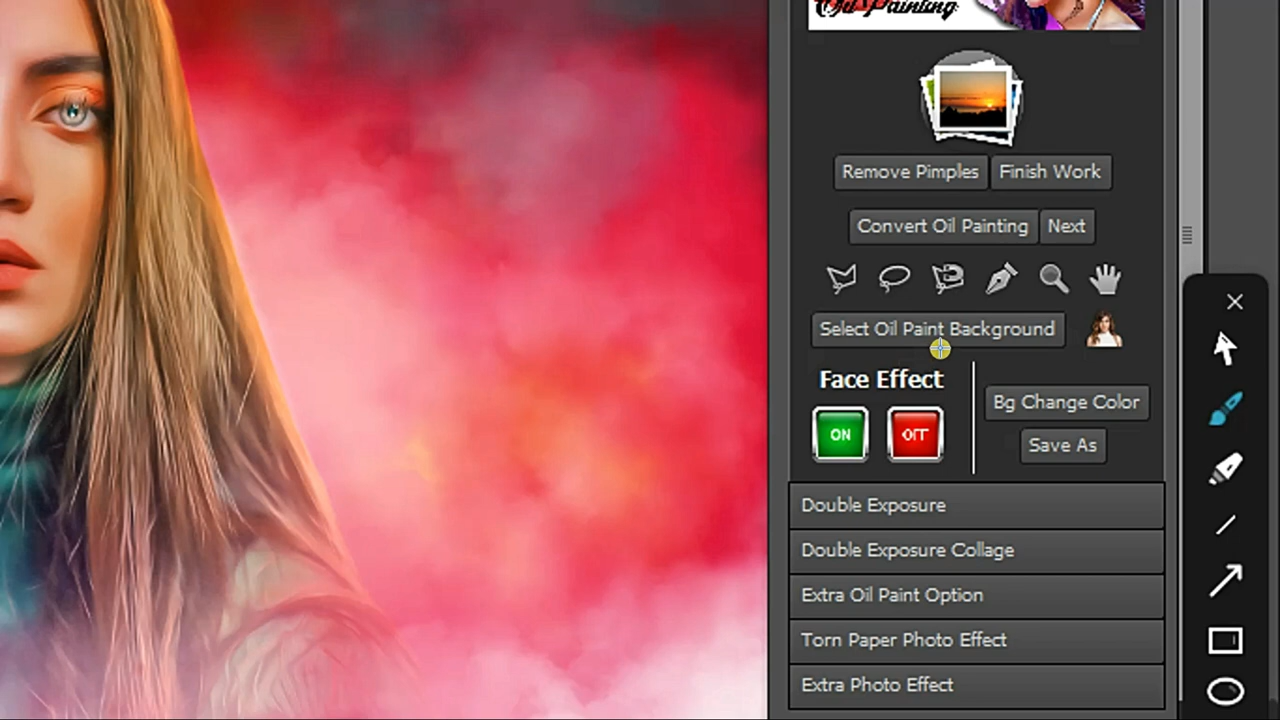 Oil Painting
Remove Pimples Finish Work
Convert Oil Painting Next
Select Oil Paint Background
Face Effect
Bg Change Color
ON OFF
Save As
Double Exposure
Double Exposure Collage
Extra Oil Paint Option
Torn Paper Photo Effect
Extra Photo Effect